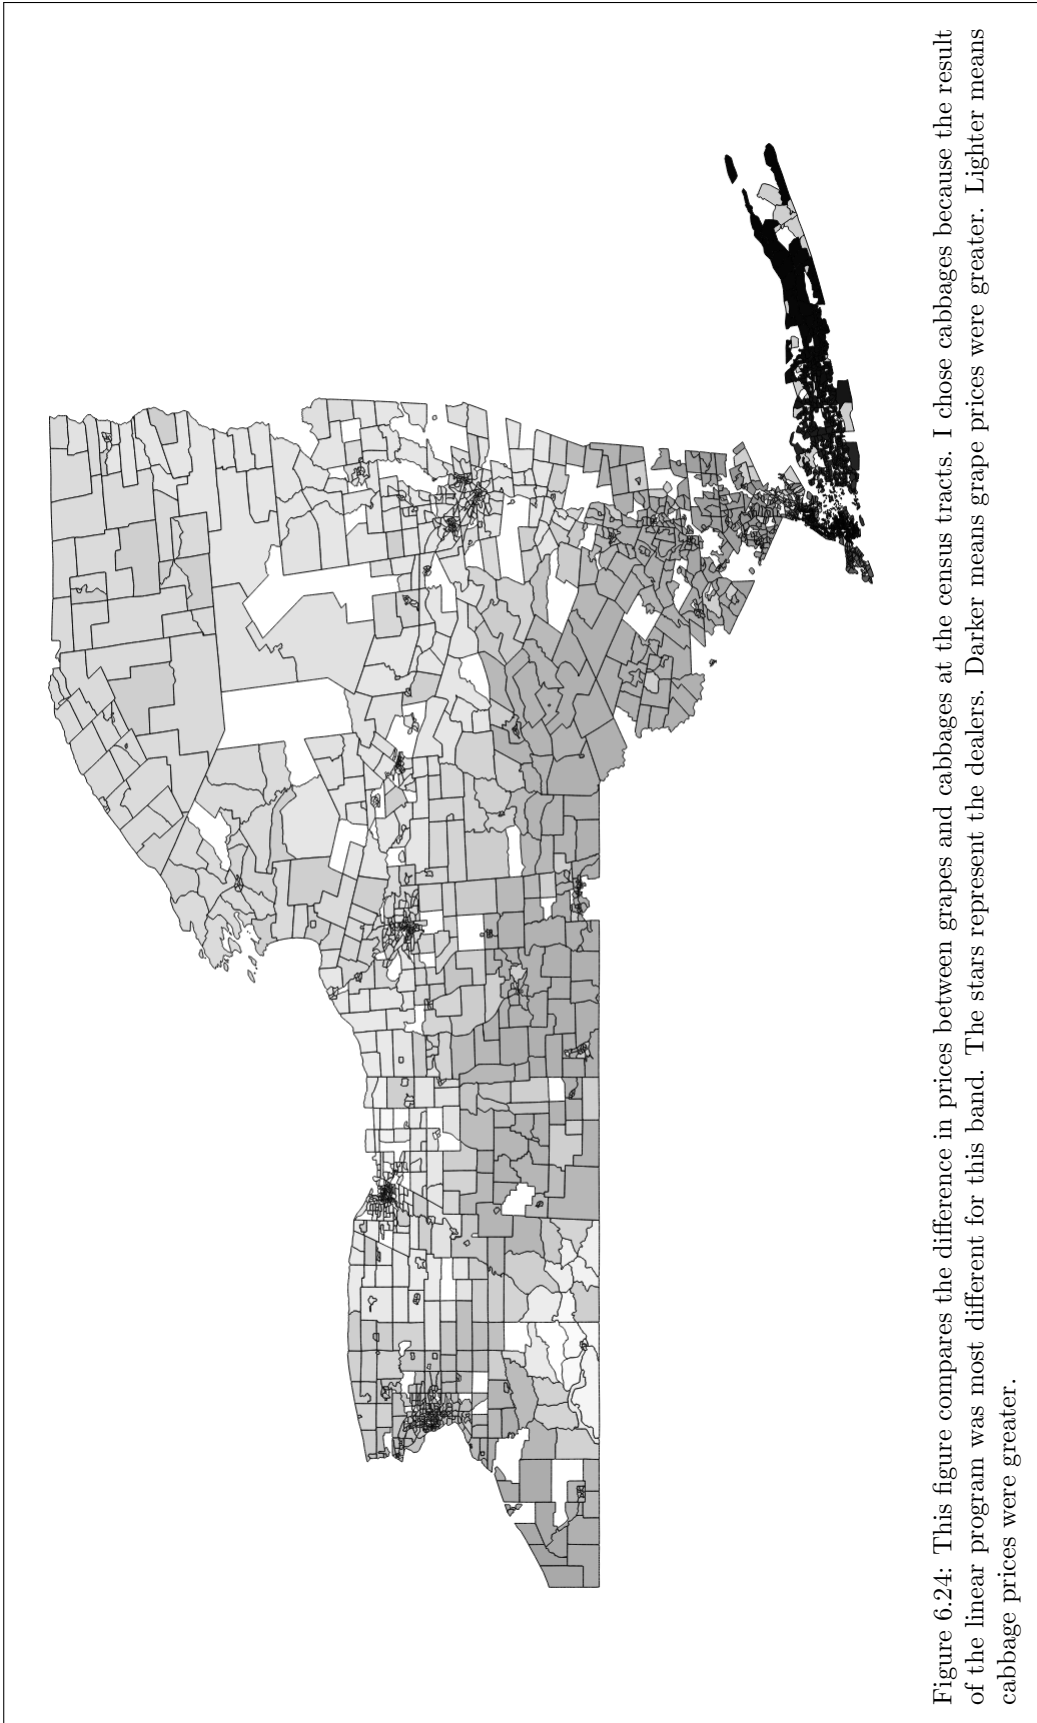 Figure 6.24: This figure compares the difference in prices between grapes and cabbages at the census tracts. I chose cabbages because the result
of the linear program was most different for this band. The stars represent the dealers. Darker means grape prices were greater. Lighter means
cabbage prices were greater.